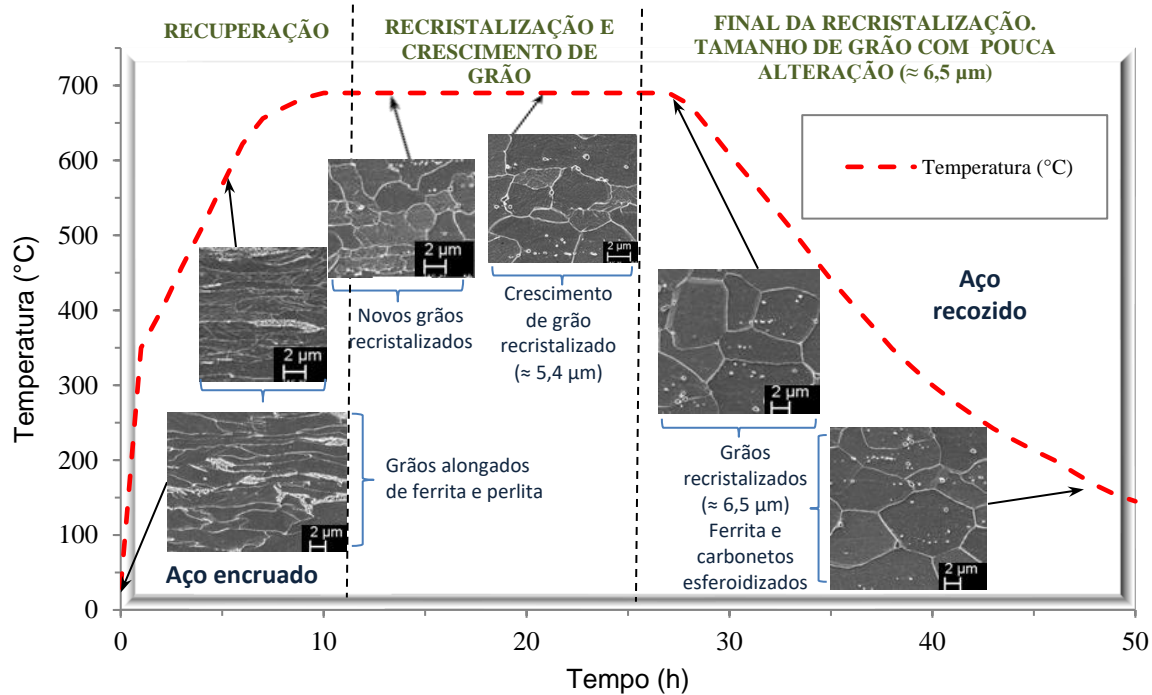 RECUPERAÇÃO
RECRISTALIZAÇÃO E
CRESCIMENTO DE
GRÃO
FINAL DA RECRISTALIZAÇÃO.
TAMANHO DE GRÃO COM POUCA
ALTERAÇÃO (≈ 6,5 µm)
Temperatura (°C)
700
600
500
400
300
200
100
0
Temperatura (°C)
2 µm
2 µm
2 µm
2 µm
2 µm
2 µm
Novos grãos
recristalizados
Crescimento
de grão
recristalizado
(≈ 5,4 µm)
Aço
recozido
Grãos alongados
de ferrita e perlita
Grãos
recristalizados
(≈ 6,5 µm)
Ferrita e
carbonetos
esferoidizados
Aço encruado
0
10
20
30
40
50
Tempo (h)